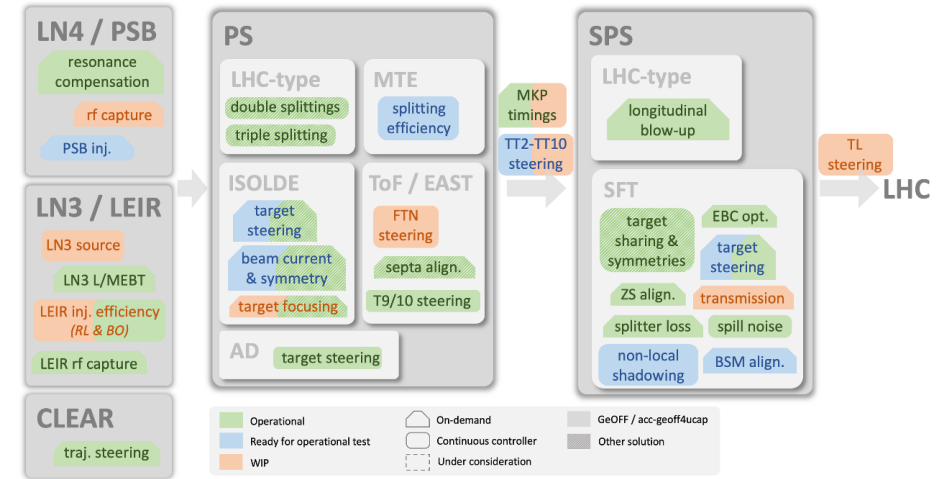 LN4 / PSB
resonance
compensation
rf capture
PSB inj.
LN3 / LEIR
LN3 source
LN3 L/MEBT
LEIR inj. efficiency
(RL & BO)
LEIR rf capture
CLEAR
traj. steering
PS
LHC-type
double splittings
triple splitting
MTE
splitting
efficiency
ISOLDE
target
steering
beam current
& symmetry
target focusing
ToF / EAST
FTN
steering
septa align.
T9/10 steering
AD
target steering
MKP
timings
TT2-TT10
steering
SPS
LHC-type
longitudinal
blow-up
SFT
target
sharing &
symmetries
EBC opt.
target
steering
ZS align.
transmission
splitter loss
spill noise
non-local
shadowing
BSM align.
TL
steering
LHC
Operational
Ready for operational test
WIP
On-demand
Continuous controller
Under consideration
GeOFF / acc-geoff4ucap
Other solution